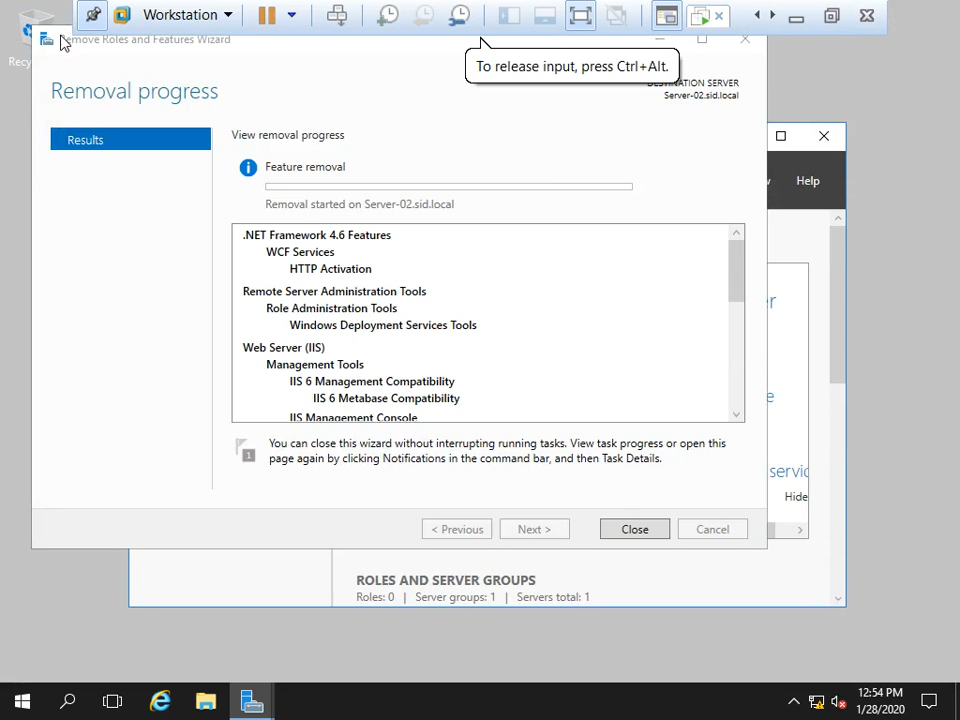 Workstation
Recy
emove Roles and Features Wizard
To release input, press Ctrl+Alt.
Removal progress
DESTINATION SERVER
Server-02.sid.local
Results
View removal progress
Feature removal
Removal started on Server-02.sid.local
Help
.NET Framework 4.6 Features
WCF Services
HTTP Activation
Remote Server Administration Tools
Role Administration Tools
Windows Deployment Services Tools
Web Server (IIS)
Management Tools
IIS 6 Management Compatibility
IIS 6 Metabase Compatibility
IIS Management Console
1
You can close this wizard without interrupting running tasks. View task progress or open this
page again by clicking Notifications in the command bar, and then Task Details.
servic
Hide
< Previous
Next >
Close
Cancel
ROLES AND SERVER GROUPS
Roles: 0 | Server groups: 1 | Servers total: 1
12:54 PM
1/28/2020